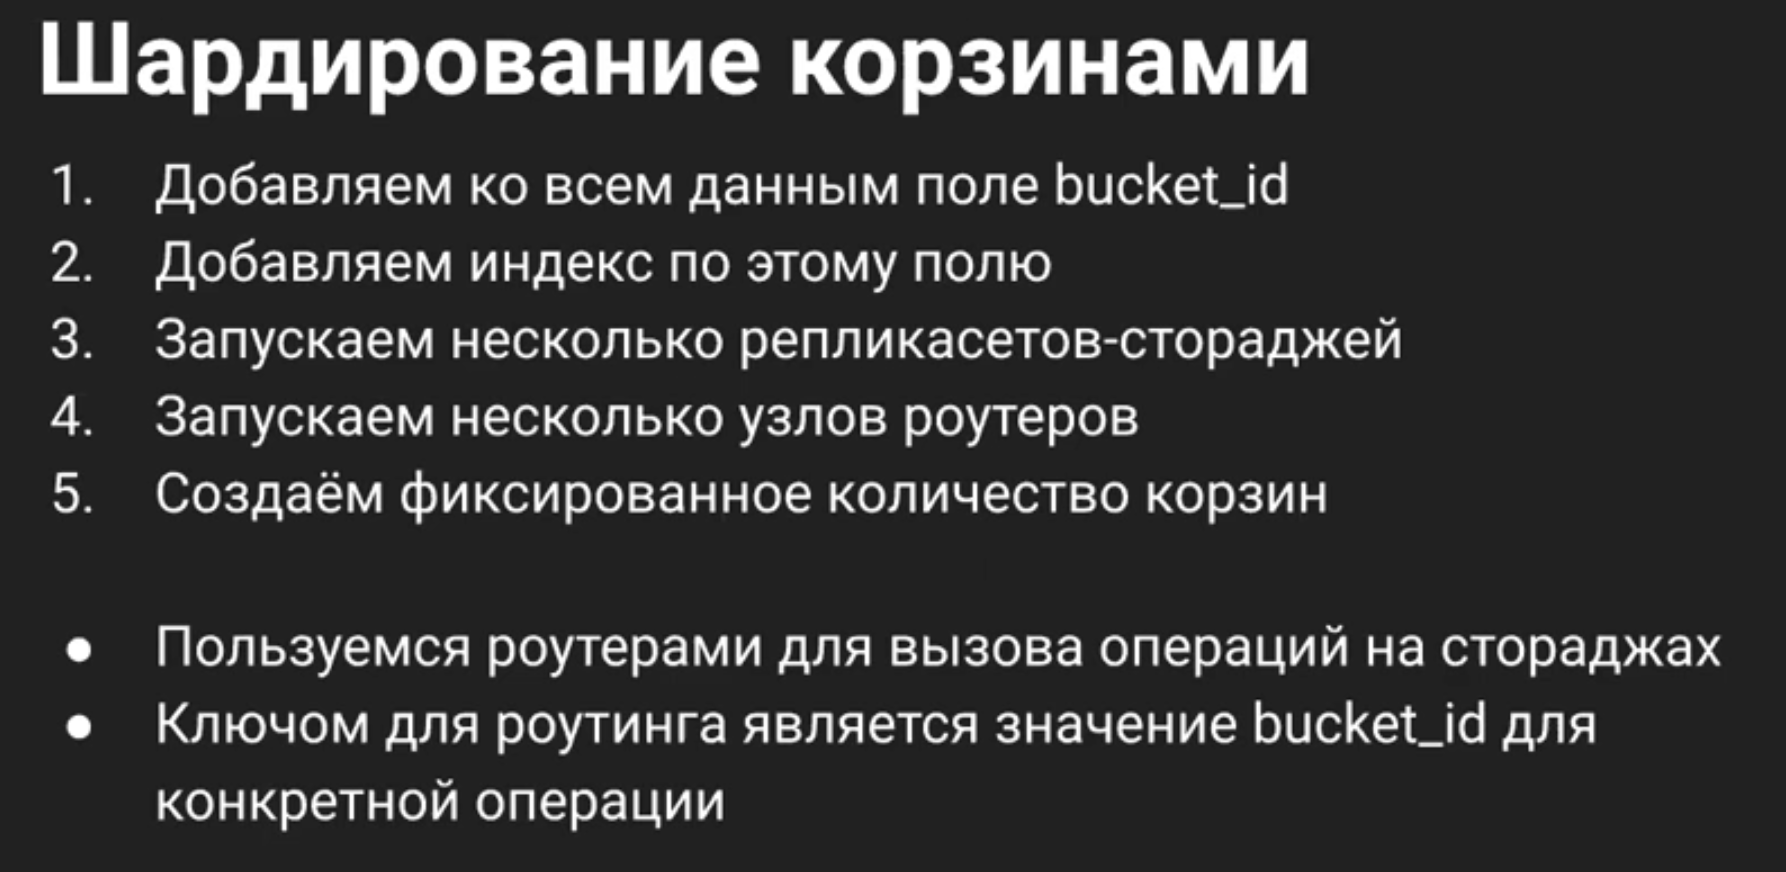 Шардирование корзинами
1. Добавляем ко всем данным поле bucket_id
2. Добавляем индекс по этому полю
3. Запускаем несколько репликасетов-стораджей
4. Запускаем несколько узлов роутеров
5. Создаём фиксированное количество корзин
● Пользуемся роутерами для вызова операций на стораджах
● Ключом для роутинга является значение bucket_id для
конкретной операции